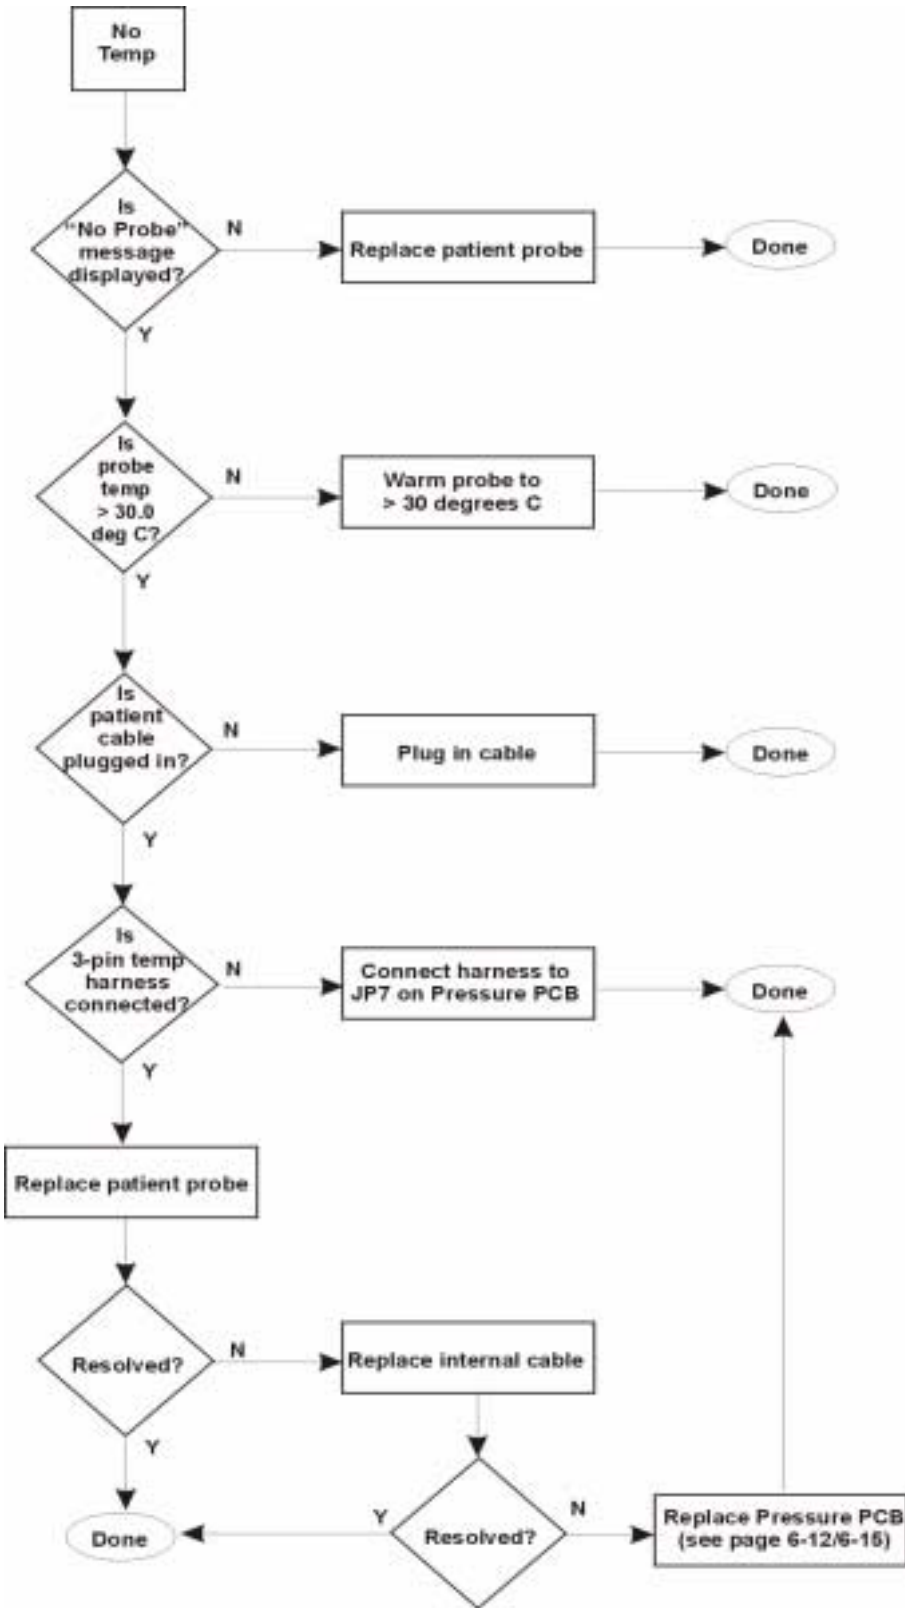 No
Temp
Is
"No Probe"
message
displayed?
N
Replace patient probe
Done
Y
Is
probe
temp
> 30.0
deg C?
N
Warm probe to
> 30 degrees C
Done
Y
Is
patient
cable
plugged in?
N
Plug in cable
Done
Y
Is
3-pin temp
harness
connected?
N
Connect harness to
JP7 on Pressure PCB
Done
Y
Replace patient probe
Resolved?
N
Replace internal cable
Y
Done
Y
Resolved?
N
Replace Pressure PCB
(see page 6-12/6-15)